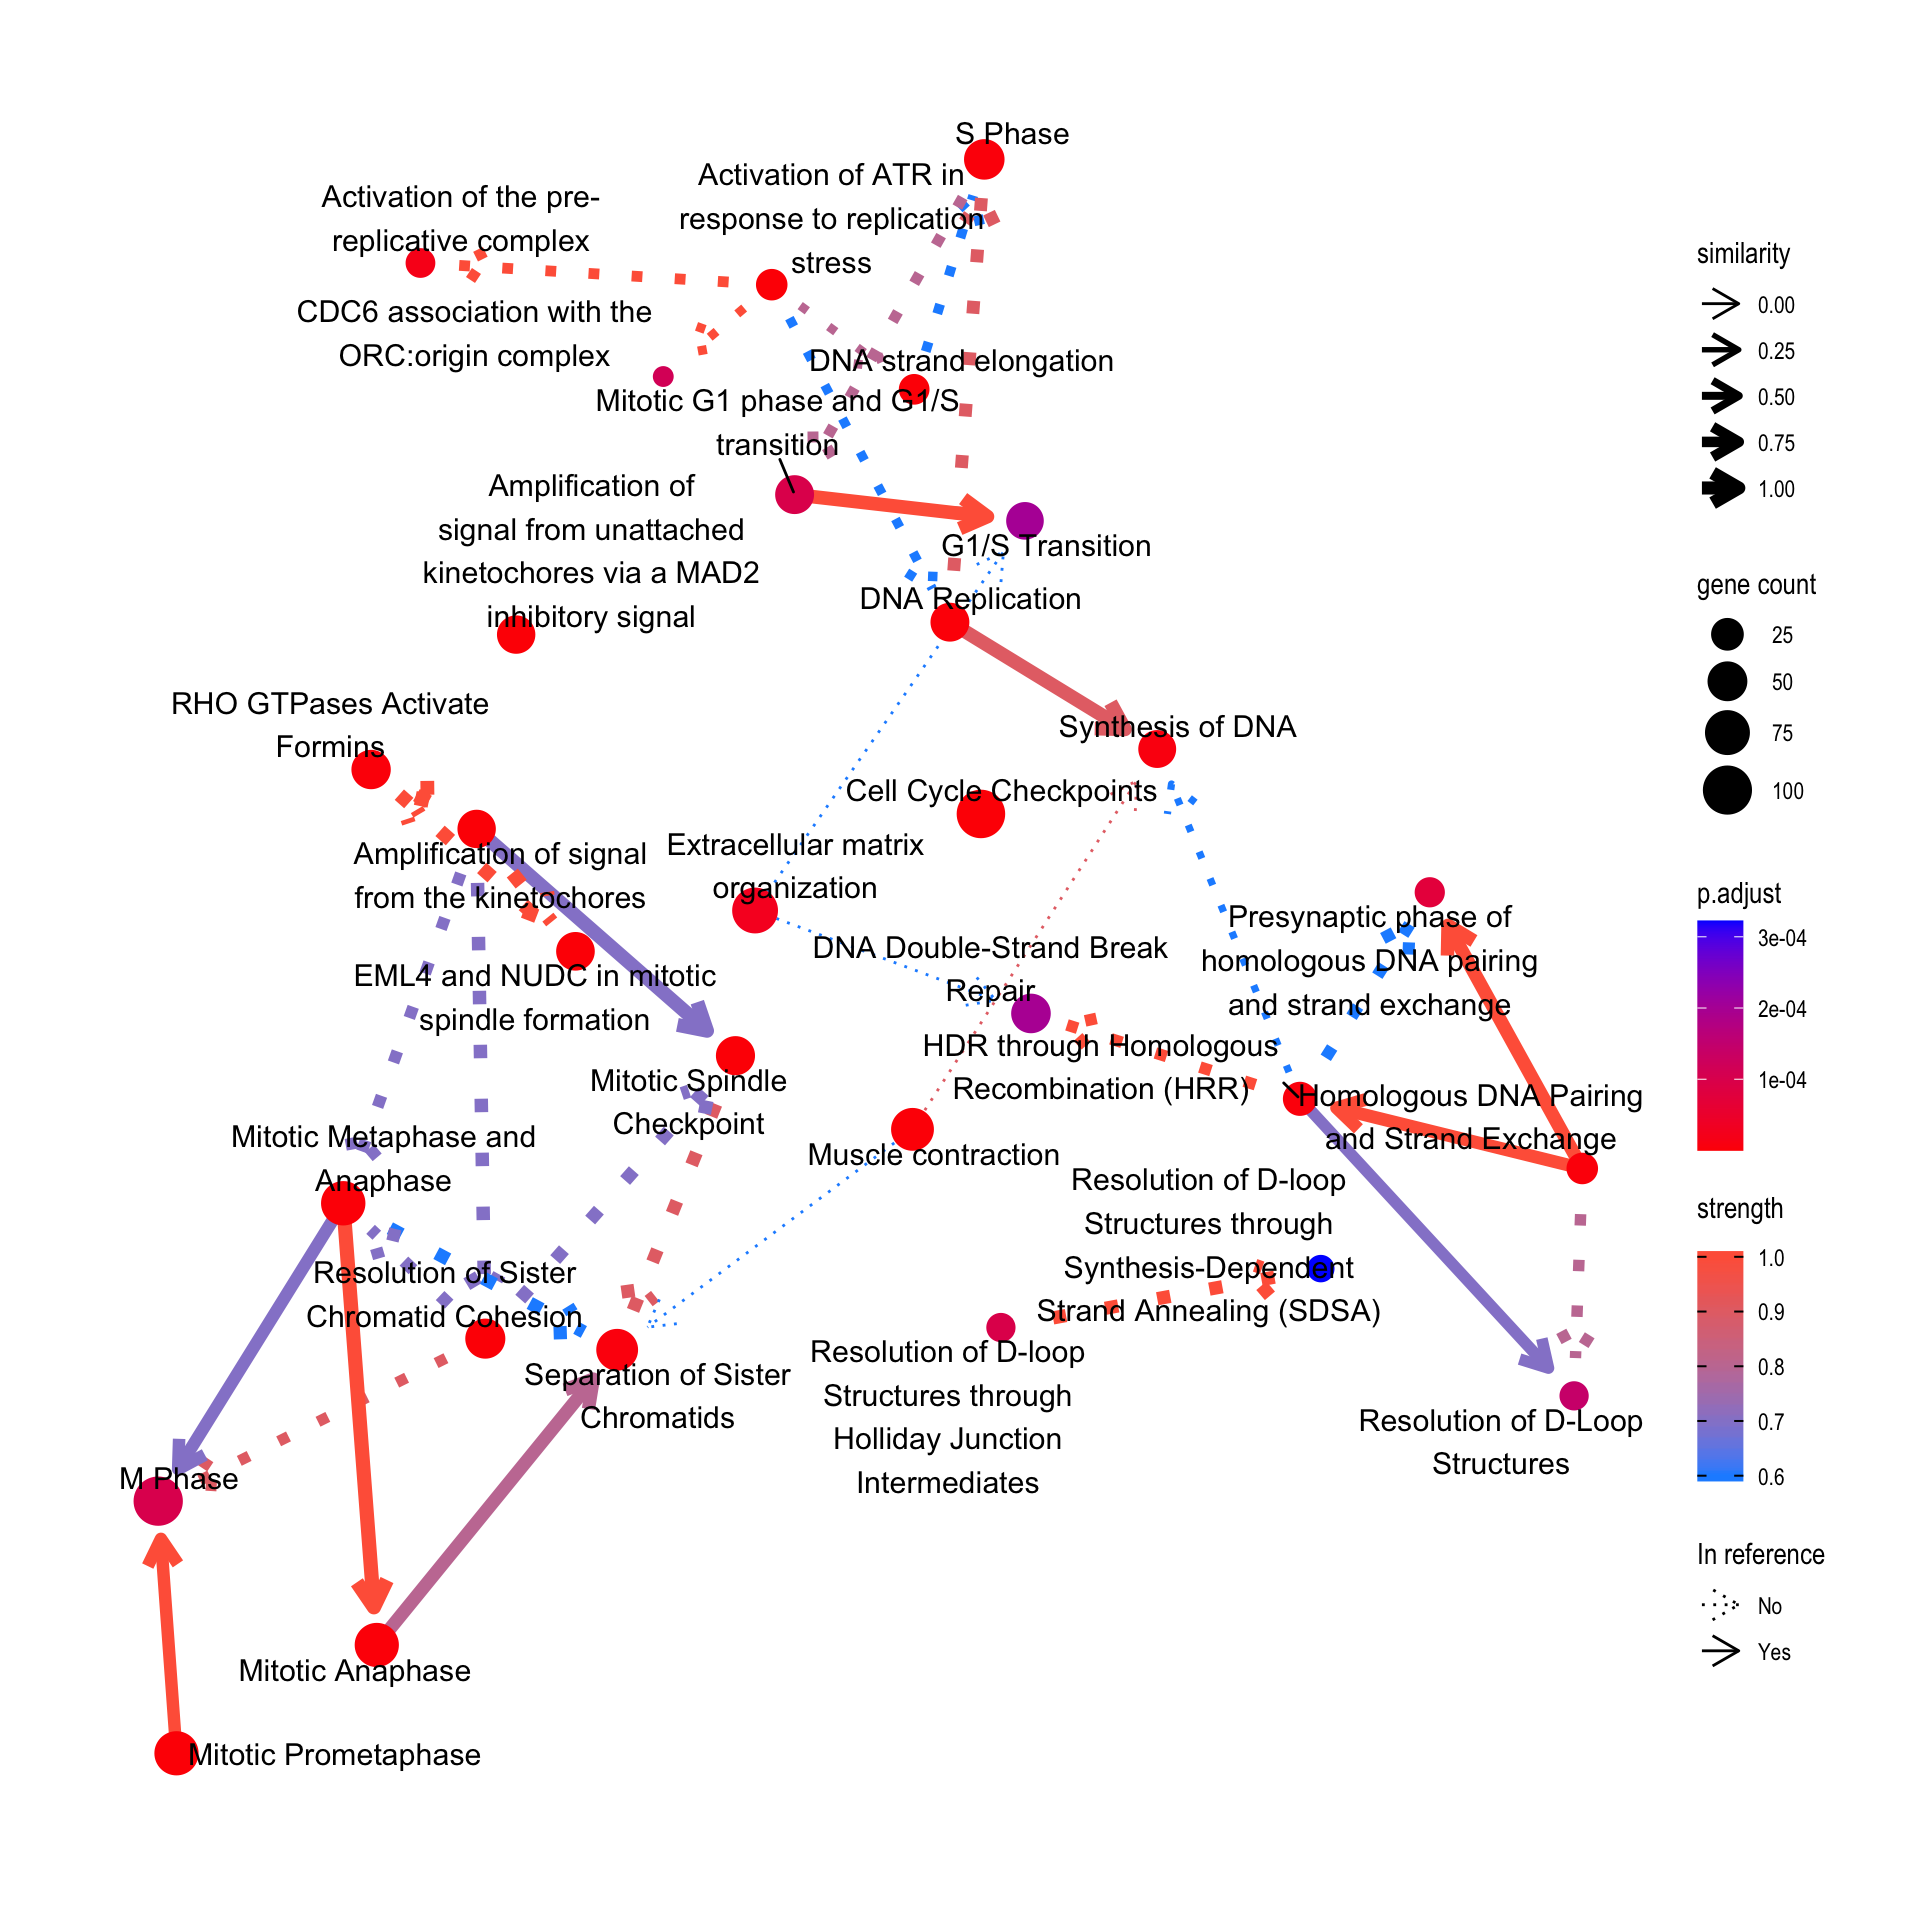 S Phase
Activation of ATR in
response to replication
stress
Activation of the pre-
replicative complex
CDC6 association with the
ORC:origin complex
DNA strand elongation
Mitotic G1 phase and G1/S
transition
Amplification of
signal from unattached
kinetochores via a MAD2
inhibitory signal
G1/S Transition
DNA Replication
RHO GTPases Activate
Formins
Synthesis of DNA
Cell Cycle Checkpoints
Extracellular matrix
organization
Amplification of signal
from the kinetochores
Presynaptic phase of
homologous DNA pairing
and strand exchange
DNA Double-Strand Break
Repair
EML4 and NUDC in mitotic
spindle formation
HDR through Homologous
Recombination (HRR)
Mitotic Spindle
Checkpoint
Homologous DNA Pairing
and Strand Exchange
Mitotic Metaphase and
Anaphase
Muscle contraction
Resolution of D-loop
Structures through
Synthesis-Dependent
Strand Annealing (SDSA)
Resolution of Sister
Chromatid Cohesion
Separation of Sister
Chromatids
Resolution of D-loop
Structures through
Holliday Junction
Intermediates
Resolution of D-Loop
Structures
M Phase
Mitotic Anaphase
Mitotic Prometaphase
similarity
0.00
0.25
0.50
0.75
1.00
gene count
25
50
75
100
p.adjust
3e-04
2e-04
1e-04
strength
1.0
0.9
0.8
0.7
0.6
In reference
No
Yes